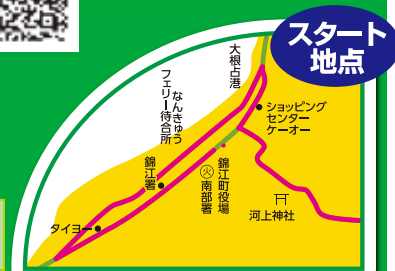 スタート
地点
大根占港
なんきゅう
フェリー待合所
ショッピング
センター
ケーオー
錦江署
錦江町役場
火
南部署
河上神社
タイヨー